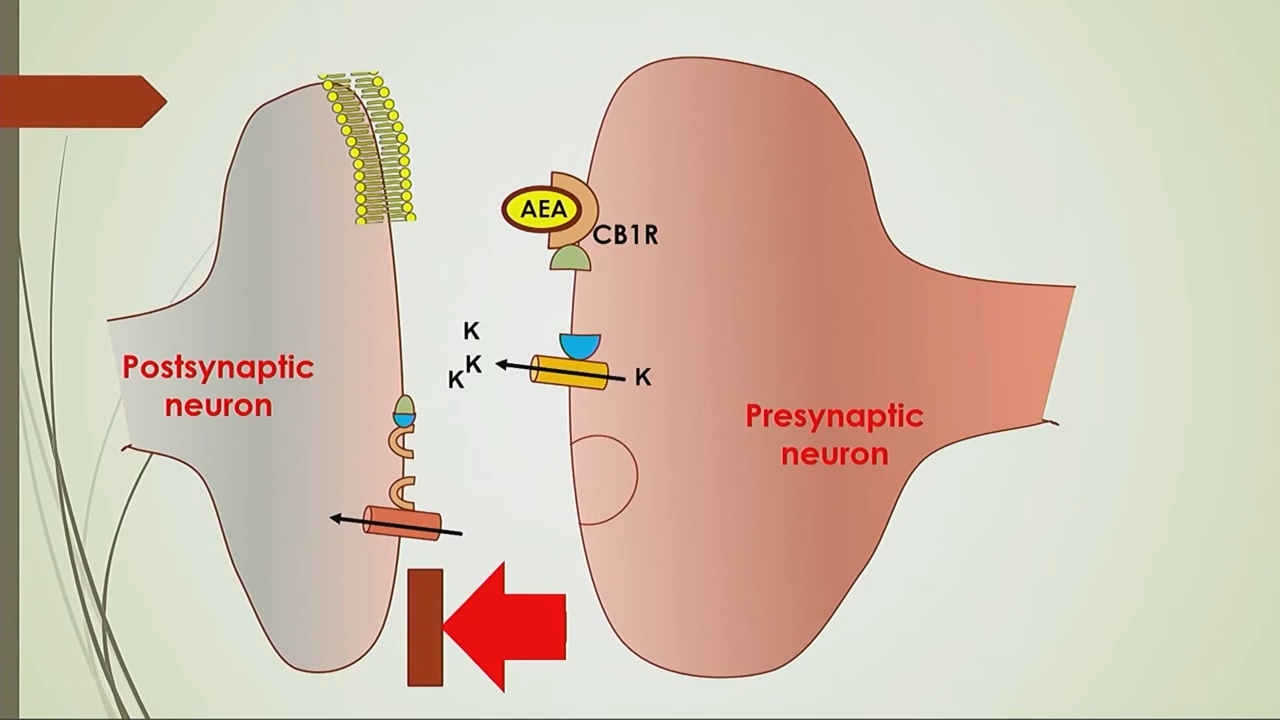 AEA
CB1R
K
K
K
K
Postsynaptic
neuron
Presynaptic
neuron